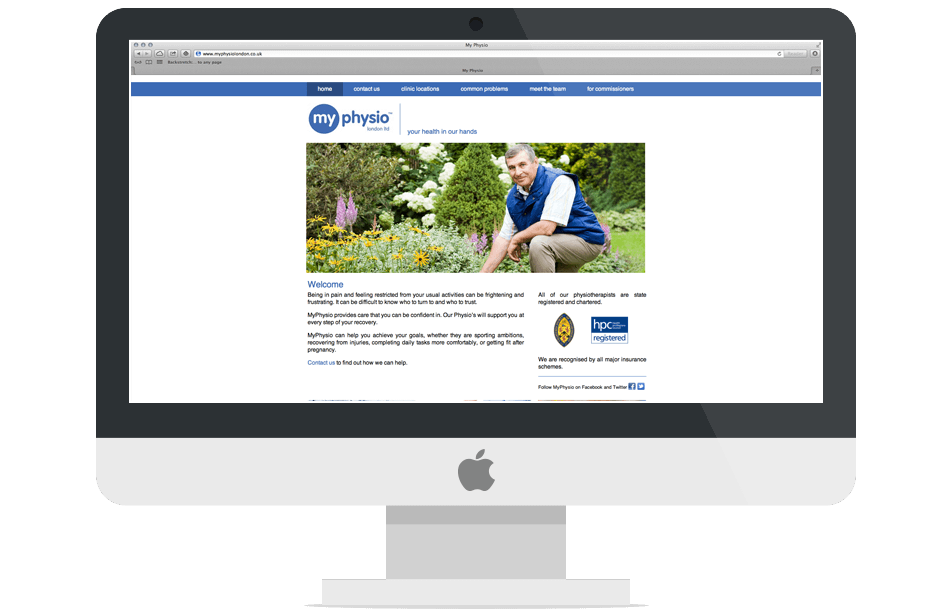 My Physio
www.myphysiolondon.co.uk
My Physio
home contact us clinic locations common problems meet the team for commissioners
my physio™
london ltd
your health in our hands
Welcome
Being in pain and feeling restricted from your usual activities can be frightening and
frustrating. It can be difficult to know who to turn to and who to trust.
MyPhysio provides care that you can be confident in. Our Physio's will support you at
every step of your recovery.
MyPhysio can help you achieve your goals, whether they are sporting ambitions,
recovering from injuries, completing daily tasks more comfortably, or getting fit after
pregnancy.
Contact us to find out how we can help.
All of our physiotherapists are state
registered and chartered.
hpc
registered
We are recognised by all major insurance
schemes.
Follow MyPhysio on Facebook and Twitter